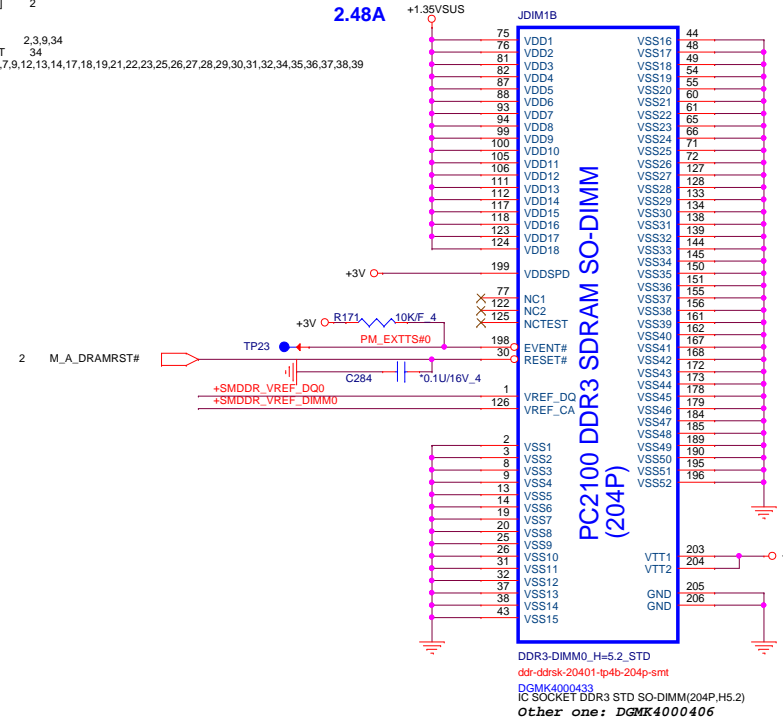 2
2.48A
+1.35VSUS
JDIM1B
2,3,9,34
T 34
,7,9,12,13,14,17,18,19,21,22,23,25,26,27,28,29,30,31,32,34,35,36,37,38,39
75 VDD1
76 VDD2
81 VDD3
82 VDD4
87 VDD5
88 VDD6
93 VDD7
94 VDD8
99 VDD9
100 VDD10
105 VDD11
106 VDD12
111 VDD13
112 VDD14
117 VDD15
118 VDD16
123 VDD17
124 VDD18
+3V 199 VDDSPD
77 NC1
122 NC2
125 NCTEST
+3V R171 10K/F_4
TP23 PM_EXTTS#0 198 EVENT#
2 M_A_DRAMRST# 30 RESET#
C284 *0.1U/16V_4
+SMDDR_VREF_DQ0 1 VREF_DQ
+SMDDR_VREF_DIMM0 126 VREF_CA
2 VSS1
3 VSS2
8 VSS3
9 VSS4
13 VSS5
14 VSS6
19 VSS7
20 VSS8
25 VSS9
26 VSS10
31 VSS11
32 VSS12
37 VSS13
38 VSS14
43 VSS15
PC2100 DDR3 SDRAM SO-DIMM
(204P)
VSS16 44
VSS17 48
VSS18 49
VSS19 54
VSS20 55
VSS21 60
VSS22 61
VSS23 65
VSS24 66
VSS25 71
VSS26 72
VSS27 127
VSS28 128
VSS29 133
VSS30 134
VSS31 138
VSS32 139
VSS33 144
VSS34 145
VSS35 150
VSS36 151
VSS37 155
VSS38 156
VSS39 161
VSS40 162
VSS41 167
VSS42 168
VSS43 172
VSS44 173
VSS45 178
VSS46 179
VSS47 184
VSS48 185
VSS49 189
VSS50 190
VSS51 195
VSS52 196
VTT1 203
VTT2 204
GND 205
GND 206
DDR3-DIMM0_H=5.2_STD
ddr-ddrsk-20401-tp4b-204p-smt
DGMK4000433
IC SOCKET DDR3 STD SO-DIMM(204P,H5.2)
Other one: DGMK4000406